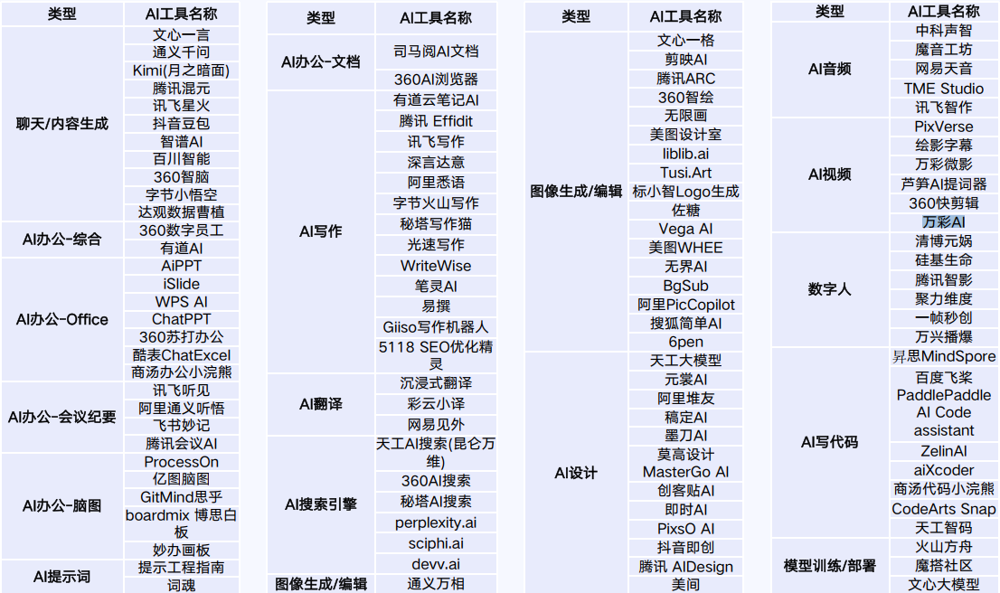 类型 AI工具名称
聊天/内容生成
文心一言
通义千问
Kimi(月之暗面)
腾讯混元
讯飞星火
抖音豆包
智谱AI
百川智能
360智脑
字节小悟空
达观数据曹植
AI办公-综合
360数字员工
有道AI
AI办公-Office
AiPPT
iSlide
WPS AI
ChatPPT
360苏打办公
酷表ChatExcel
商汤办公小浣熊
AI办公-会议纪要
讯飞听见
阿里通义听悟
飞书妙记
腾讯会议AI
AI办公-脑图
ProcessOn
亿图脑图
GitMind思乎
boardmix 博思白
板
妙办画板
AI提示词
提示工程指南
词魂
类型 AI工具名称
AI办公-文档
司马阅AI文档
360AI浏览器
AI写作
有道云笔记AI
腾讯 Effidit
讯飞写作
深言达意
阿里悉语
字节火山写作
秘塔写作猫
光速写作
WriteWise
笔灵AI
易撰
Giiso写作机器人
5118 SEO优化精
灵
AI翻译
沉浸式翻译
彩云小译
网易见外
AI搜索引擎
天工AI搜索(昆仑万
维)
360AI搜索
秘塔AI搜索
perplexity.ai
sciphi.ai
devv.ai
图像生成/编辑
通义万相
类型 AI工具名称
图像生成/编辑
文心一格
剪映AI
腾讯ARC
360智绘
无限画
美图设计室
liblib.ai
Tusi.Art
标小智Logo生成
佐糖
Vega AI
美图WHEE
无界AI
BgSub
阿里PicCopilot
搜狐简单AI
6pen
AI设计
天工大模型
元裳AI
阿里堆友
稿定AI
墨刀AI
莫高设计
MasterGo AI
创客贴AI
即时AI
PixsO AI
抖音即创
腾讯 AIDesign
美间
类型 AI工具名称
AI音频
中科声智
魔音工坊
网易天音
TME Studio
讯飞智作
AI视频
PixVerse
绘影字幕
万彩微影
芦笋AI提词器
360快剪辑
万彩AI
数字人
清博元娲
硅基生命
腾讯智影
聚力维度
一帧秒创
万兴播爆
AI写代码
昇思MindSpore
百度飞桨
PaddlePaddle
AI Code
assistant
ZelinAI
aiXcoder
商汤代码小浣熊
CodeArts Snap
天工智码
模型训练/部署
火山方舟
魔搭社区
文心大模型